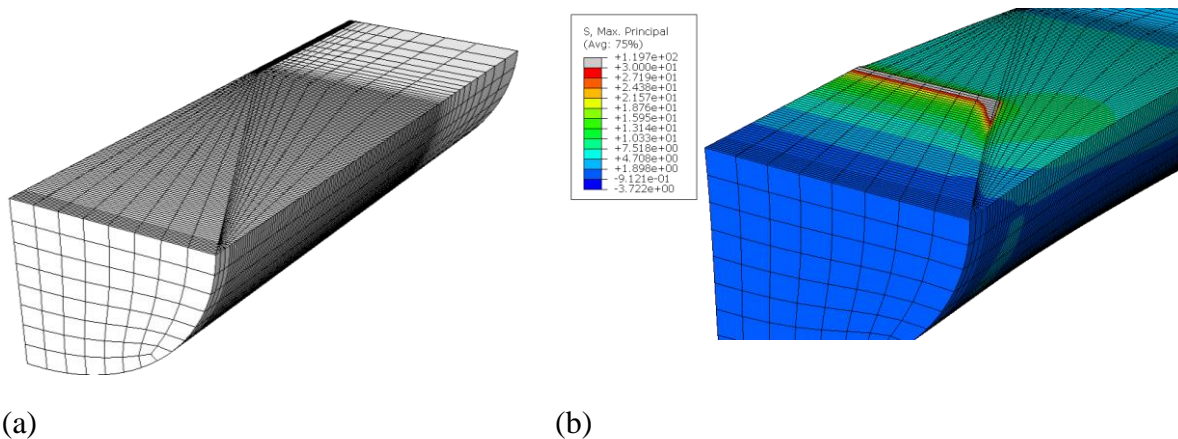 S, Max. Principal
(Avg: 75%)
+1.197e+02
+3.000e+01
+2.719e+01
+2.438e+01
+2.157e+01
+1.876e+01
+1.595e+01
+1.314e+01
+1.033e+01
+7.518e+00
+4.708e+00
+1.898e+00
-9.121e-01
-3.722e+00
(a)
(b)